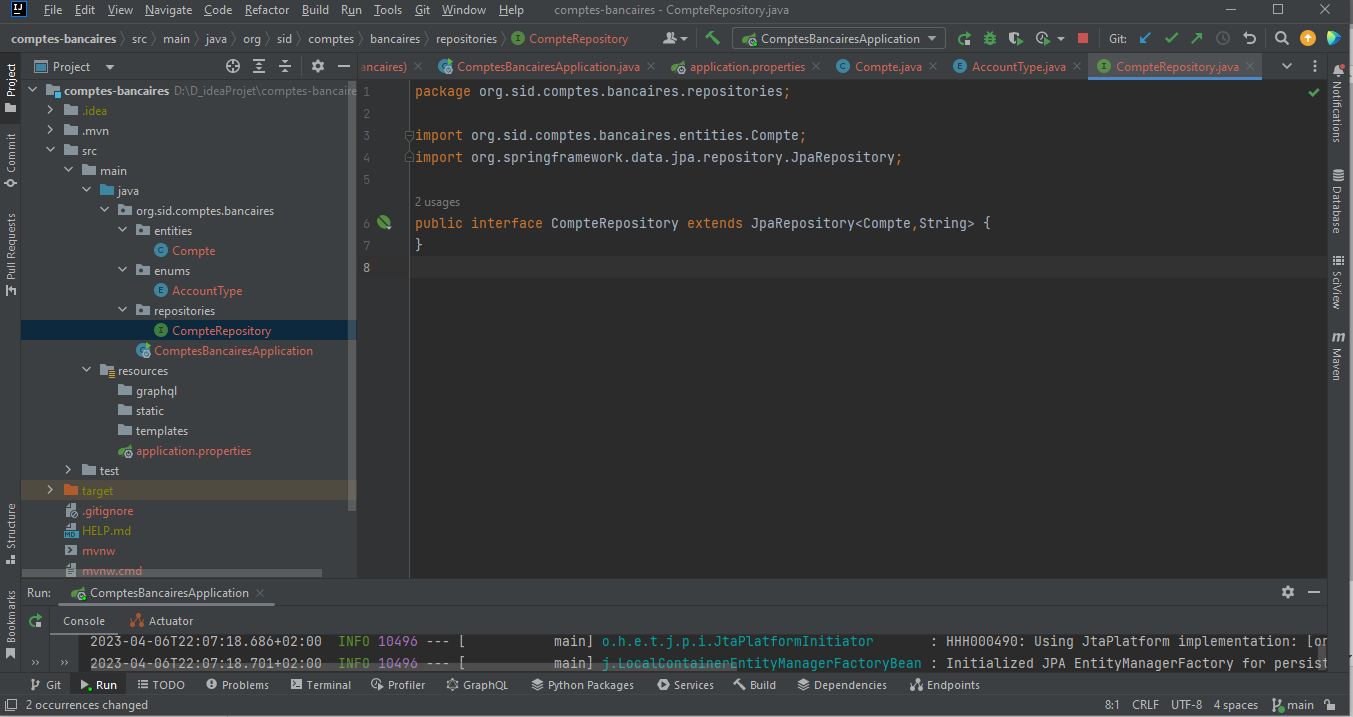 File Edit View Navigate Code Refactor Build Run Tools Git Window Help comptes-bancaires - CompteRepository.java
comptes-bancaires src main java org sid comptes bancaires repositories CompteRepository ComptesBancairesApplication Git:
Project
ancaires) ComptesBancairesApplication.java application.properties Compte.java AccountType.java CompteRepository.java
comptes-bancaires D:\D_ideaProjet\comptes-bancaire
.idea
.mvn
src
main
java
org.sid.comptes.bancaires
entities
Compte
enums
AccountType
repositories
CompteRepository
ComptesBancairesApplication
resources
graphql
static
templates
application.properties
test
target
.gitignore
HELP.md
mvnw
mvnw.cmd
1 package org.sid.comptes.bancaires.repositories;
2
3 import org.sid.comptes.bancaires.entities.Compte;
4 import org.springframework.data.jpa.repository.JpaRepository;
5
2 usages
6 public interface CompteRepository extends JpaRepository<Compte,String> {
7 }
8
Project
Commit
Pull Requests
Structure
Bookmarks
Notifications
Database
SciView
Maven
Run: ComptesBancairesApplication
Console Actuator
2023-04-06T22:07:18.686+02:00 INFO 10496 --- [ main] o.h.e.t.j.p.i.JtaPlatformInitiator : HHH000490: Using JtaPlatform implementation: [or
2023-04-06T22:07:18.701+02:00 INFO 10496 --- [ main] j.LocalContainerEntityManagerFactoryBean : Initialized JPA EntityManagerFactory for persist
Git Run TODO Problems Terminal Profiler GraphQL Python Packages Services Build Dependencies Endpoints
2 occurrences changed 8:1 CRLF UTF-8 4 spaces main